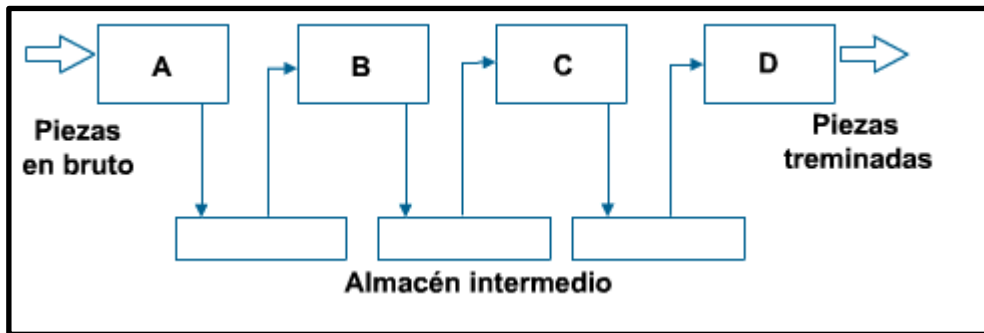 A
B
C
D
Piezas
en bruto
Piezas
treminadas
Almacén intermedio